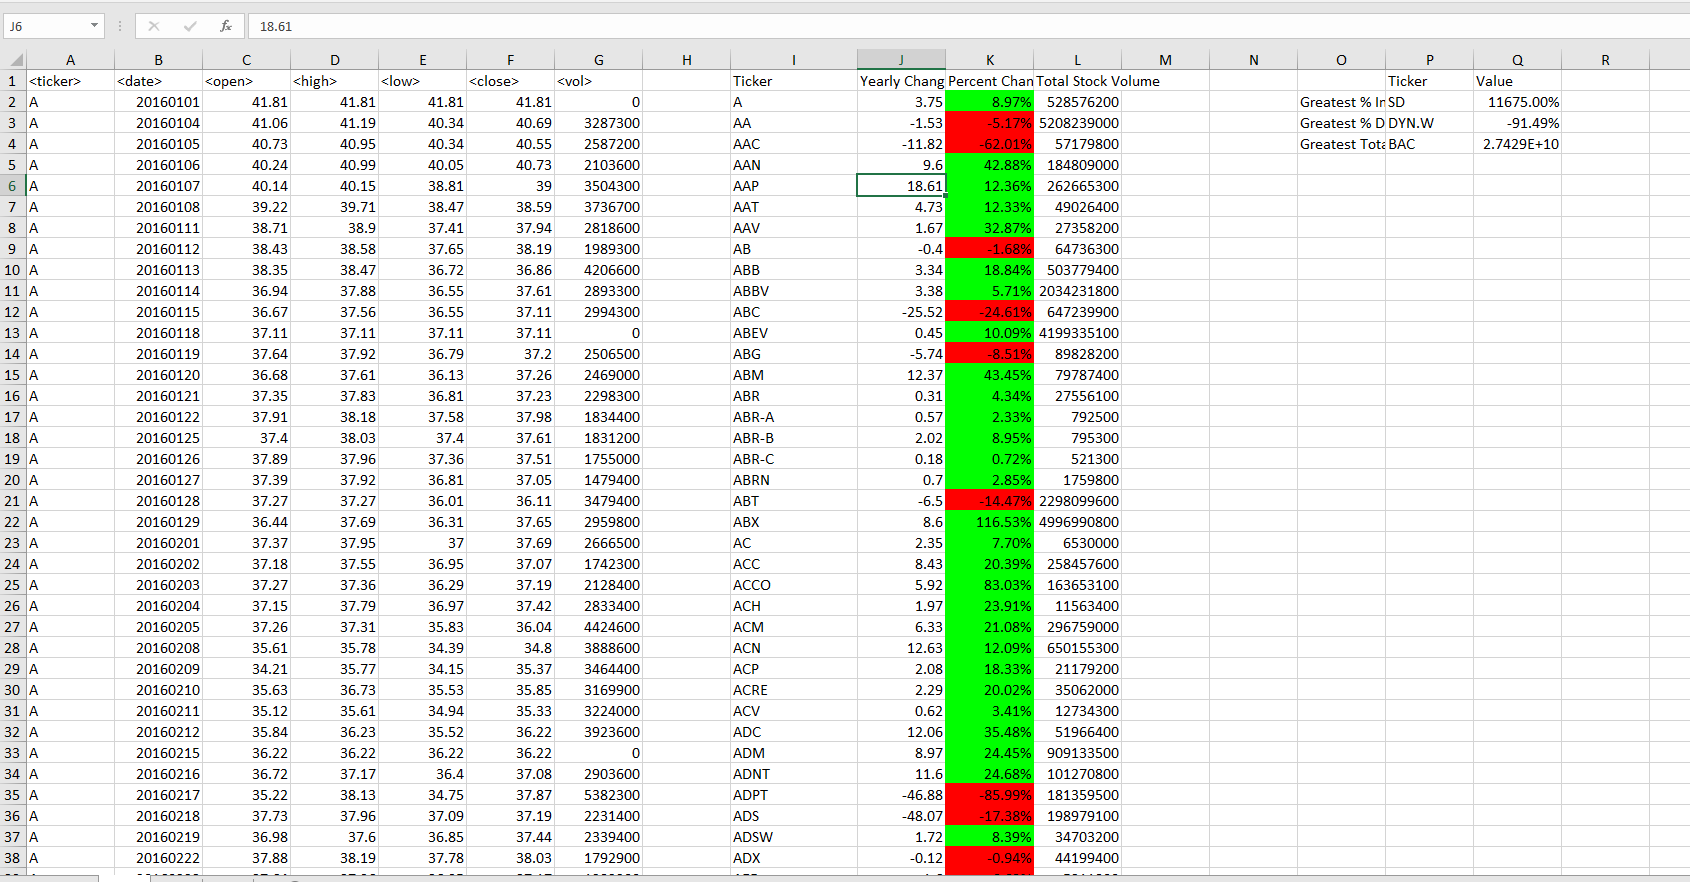 J6 fx 18.61
A B C D E F G H I J K L M N O P Q R
1 <ticker> <date> <open> <high> <low> <close> <vol> Ticker Yearly Chang Percent Chan Total Stock Volume Ticker Value
2 A 20160101 41.81 41.81 41.81 41.81 0 A 3.75 8.97% 528576200 Greatest % In SD 11675.00%
3 A 20160104 41.06 41.19 40.34 40.69 3287300 AA -1.53 -5.17% 5208239000 Greatest % D DYN.W -91.49%
4 A 20160105 40.73 40.95 40.34 40.55 2587200 AAC -11.82 -62.01% 57179800 Greatest Tota BAC 2.7429E+10
5 A 20160106 40.24 40.99 40.05 40.73 2103600 AAN 9.6 42.88% 184809000
6 A 20160107 40.14 40.15 38.81 39 3504300 AAP 18.61 12.36% 262665300
7 A 20160108 39.22 39.71 38.47 38.59 3736700 AAT 4.73 12.33% 49026400
8 A 20160111 38.71 38.9 37.41 37.94 2818600 AAV 1.67 32.87% 27358200
9 A 20160112 38.43 38.58 37.65 38.19 1989300 AB -0.4 -1.68% 64736300
10 A 20160113 38.35 38.47 36.72 36.86 4206600 ABB 3.34 18.84% 503779400
11 A 20160114 36.94 37.88 36.55 37.61 2893300 ABBV 3.38 5.71% 2034231800
12 A 20160115 36.67 37.56 36.55 37.11 2994300 ABC -25.52 -24.61% 647239900
13 A 20160118 37.11 37.11 37.11 37.11 0 ABEV 0.45 10.09% 4199335100
14 A 20160119 37.64 37.92 36.79 37.2 2506500 ABG -5.74 -8.51% 89828200
15 A 20160120 36.68 37.61 36.13 37.26 2469000 ABM 12.37 43.45% 79787400
16 A 20160121 37.35 37.83 36.81 37.23 2298300 ABR 0.31 4.34% 27556100
17 A 20160122 37.91 38.18 37.58 37.98 1834400 ABR-A 0.57 2.33% 792500
18 A 20160125 37.4 38.03 37.4 37.61 1831200 ABR-B 2.02 8.95% 795300
19 A 20160126 37.89 37.96 37.36 37.51 1755000 ABR-C 0.18 0.72% 521300
20 A 20160127 37.39 37.92 36.81 37.05 1479400 ABRN 0.7 2.85% 1759800
21 A 20160128 37.27 37.27 36.01 36.11 3479400 ABT -6.5 -14.47% 2298099600
22 A 20160129 36.44 37.69 36.31 37.65 2959800 ABX 8.6 116.53% 4996990800
23 A 20160201 37.37 37.95 37 37.69 2666500 AC 2.35 7.70% 6530000
24 A 20160202 37.18 37.55 36.95 37.07 1742300 ACC 8.43 20.39% 258457600
25 A 20160203 37.27 37.36 36.29 37.19 2128400 ACCO 5.92 83.03% 163653100
26 A 20160204 37.15 37.79 36.97 37.42 2833400 ACH 1.97 23.91% 11563400
27 A 20160205 37.26 37.31 35.83 36.04 4424600 ACM 6.33 21.08% 296759000
28 A 20160208 35.61 35.78 34.39 34.8 3888600 ACN 12.63 12.09% 650155300
29 A 20160209 34.21 35.77 34.15 35.37 3464400 ACP 2.08 18.33% 21179200
30 A 20160210 35.63 36.73 35.53 35.85 3169900 ACRE 2.29 20.02% 35062000
31 A 20160211 35.12 35.61 34.94 35.33 3224000 ACV 0.62 3.41% 12734300
32 A 20160212 35.84 36.23 35.52 36.22 3923600 ADC 12.06 35.48% 51966400
33 A 20160215 36.22 36.22 36.22 36.22 0 ADM 8.97 24.45% 909133500
34 A 20160216 36.72 37.17 36.4 37.08 2903600 ADNT 11.6 24.68% 101270800
35 A 20160217 35.22 38.13 34.75 37.87 5382300 ADPT -46.88 -85.99% 181359500
36 A 20160218 37.73 37.96 37.09 37.19 2231400 ADS -48.07 -17.38% 198979100
37 A 20160219 36.98 37.6 36.85 37.44 2339400 ADSW 1.72 8.39% 34703200
38 A 20160222 37.88 38.19 37.78 38.03 1792900 ADX -0.12 -0.94% 44199400